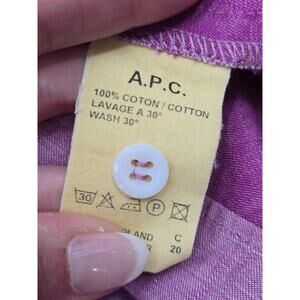 A.P.C.
100% COTON / COTTON
LAVAGE A 30°
WASH 30°
30 P
C
20